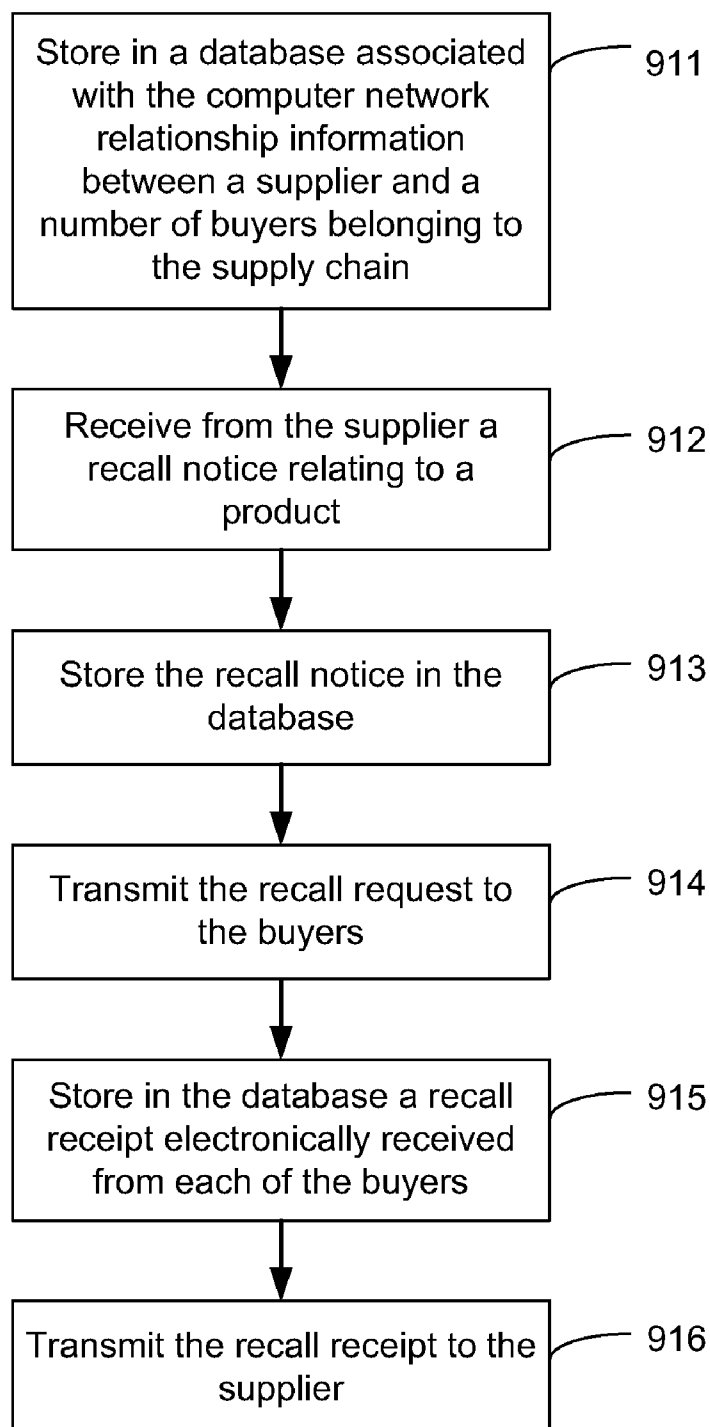 Store in a database associated
with the computer network
relationship information
between a supplier and a
number of buyers belonging to
the supply chain
911
Receive from the supplier a
recall notice relating to a
product
912
Store the recall notice in the
database
913
Transmit the recall request to
the buyers
914
Store in the database a recall
receipt electronically received
from each of the buyers
915
Transmit the recall receipt to the
supplier
916